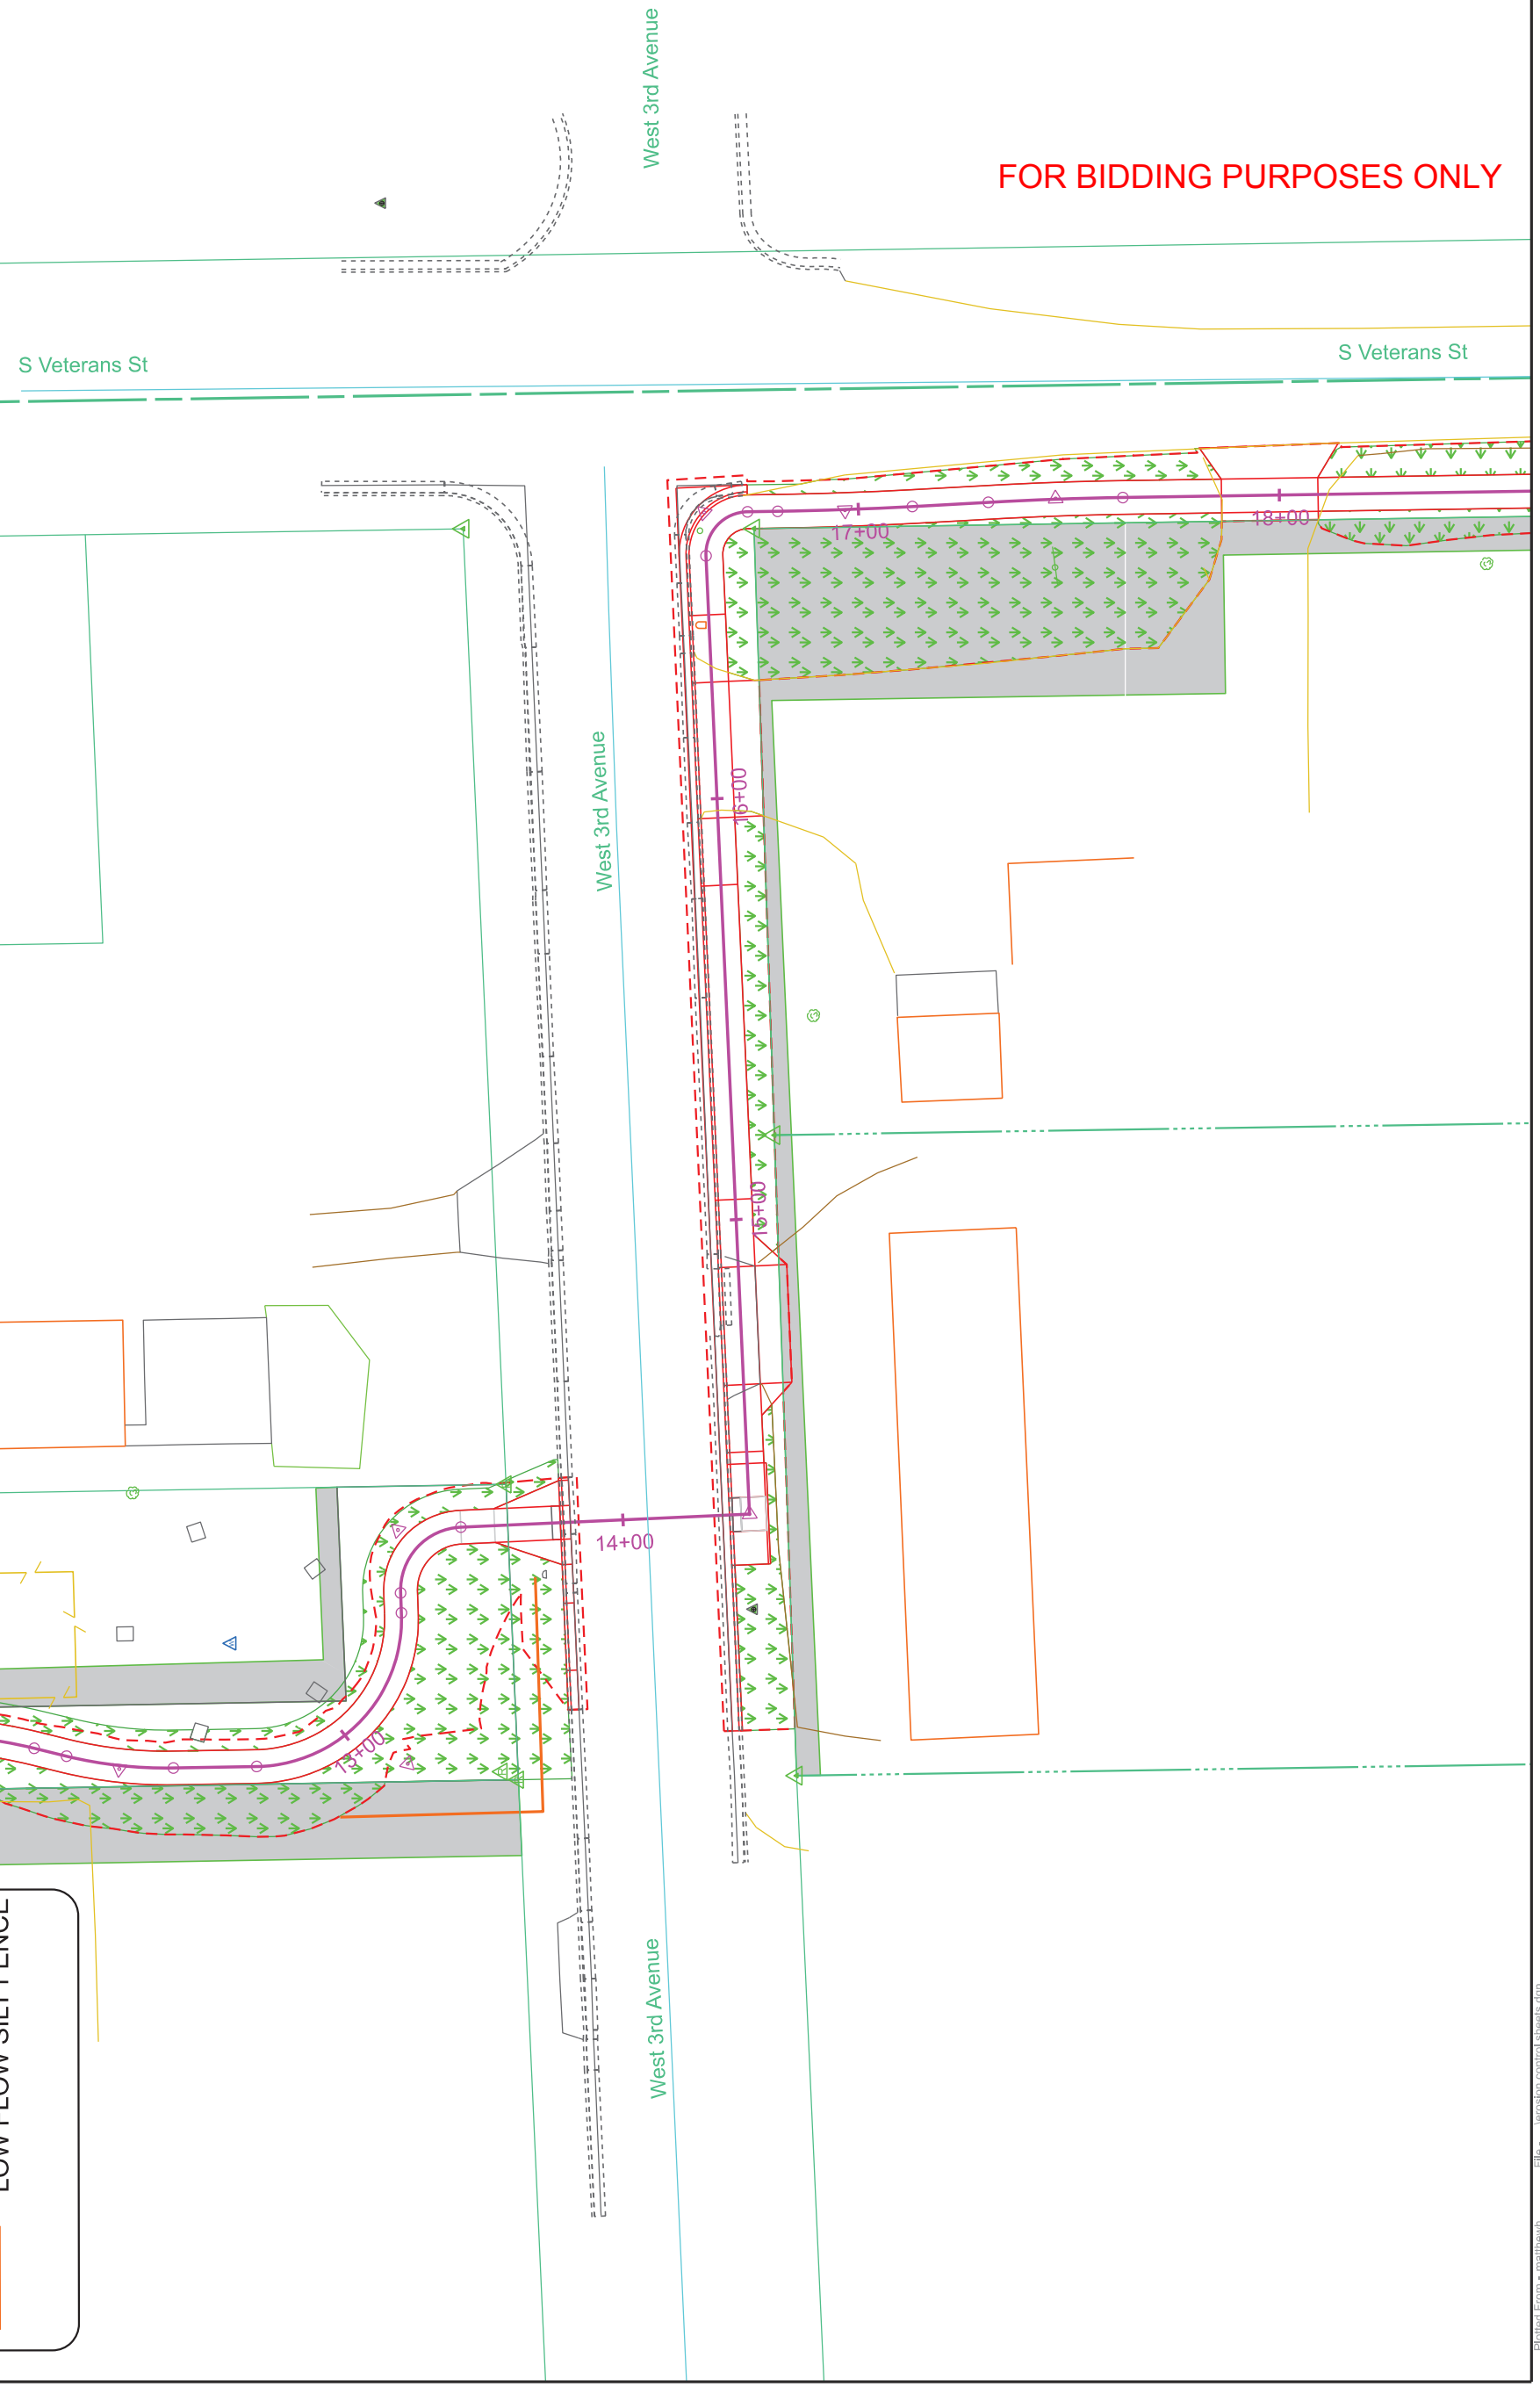 West 3rd Avenue
FOR BIDDING PURPOSES ONLY
S Veterans St
S Veterans St
17+00
18+00
West 3rd Avenue
16+00
15+00
14+00
13+00
West 3rd Avenue
LOW FLOW SILT FENCE